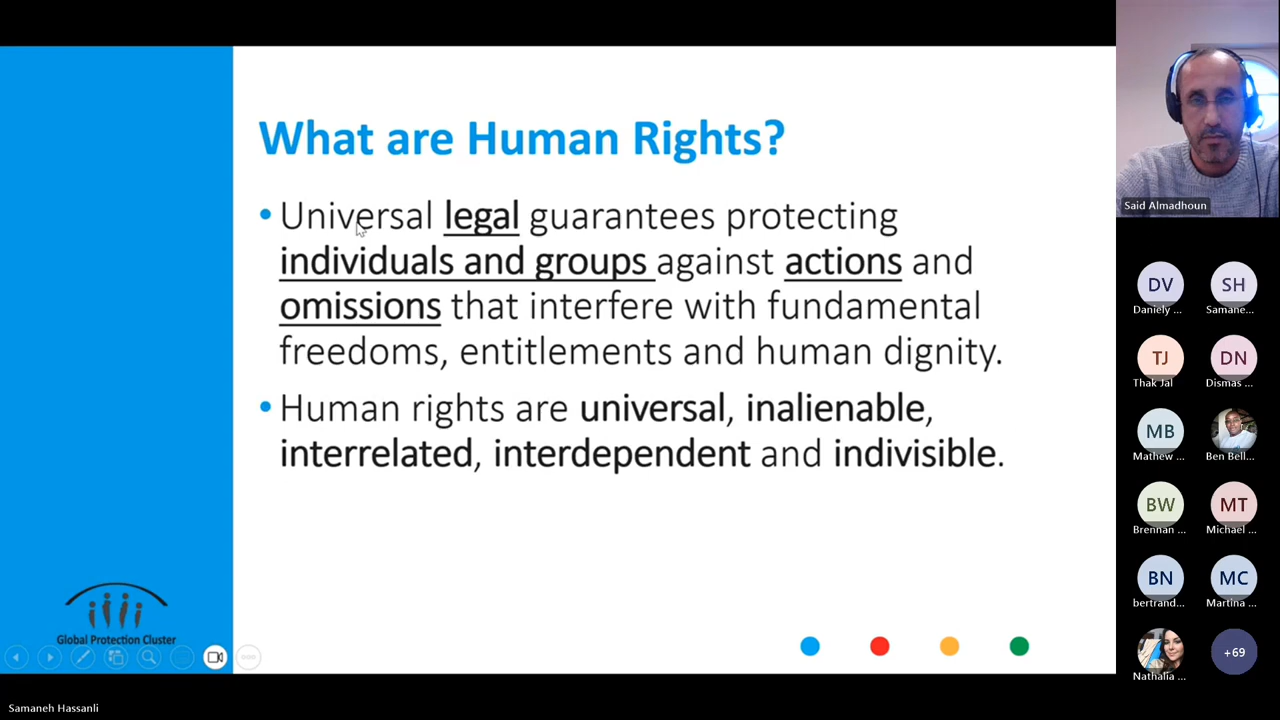 What are Human Rights?
• Universal legal guarantees protecting
individuals and groups against actions and
omissions that interfere with fundamental
freedoms, entitlements and human dignity.
• Human rights are universal, inalienable,
interrelated, interdependent and indivisible.
Global Protection Cluster
Said Almadhoun
DV
Daniely ...
SH
Samane...
TJ
Thak Jal
DN
Dismas ...
MB
Mathew ...
Ben Bell...
BW
Brennan ...
MT
Michael ...
BN
bertrand...
MC
Martina ...
Nathalia ...
+69
Samaneh Hassanli